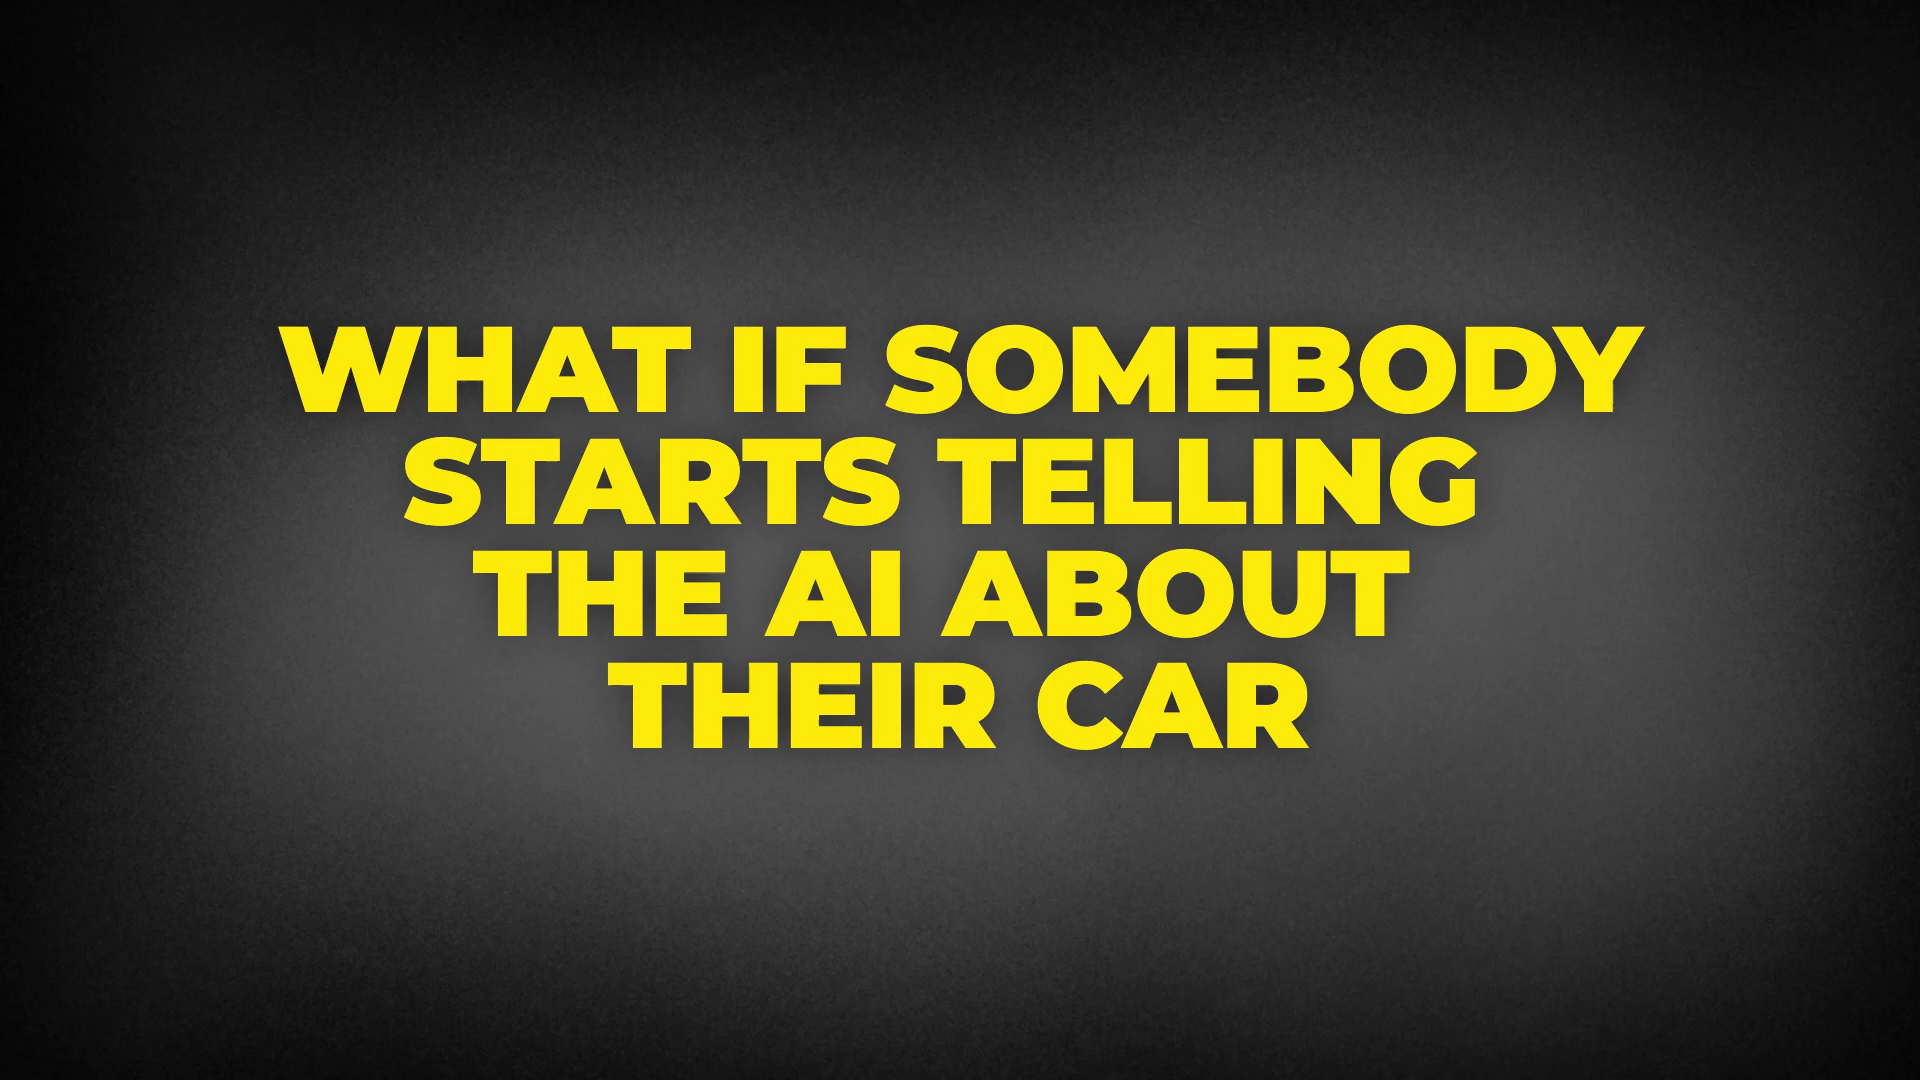 WHAT IF SOMEBODY
STARTS TELLING
THE AI ABOUT
THEIR CAR